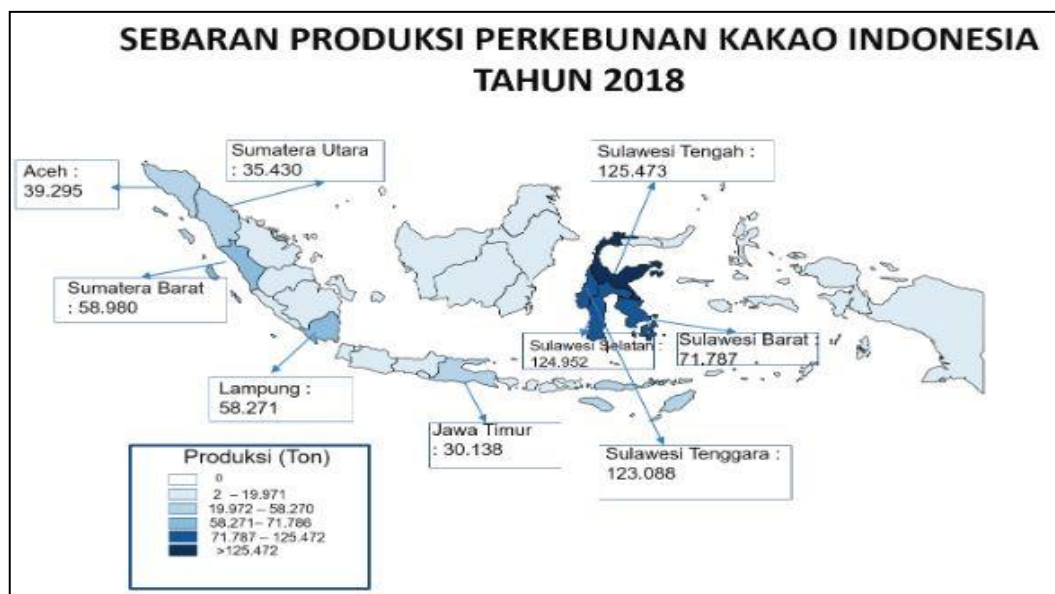 SEBARAN PRODUKSI PERKEBUNAN KAKAO INDONESIA
TAHUN 2018
Aceh :
39.295
Sumatera Utara
: 35.430
Sulawesi Tengah :
125.473
Sumatera Barat
: 58.980
Sulawesi Selatan :
124.952
Sulawesi Barat :
71.787
Lampung :
58.271
Jawa Timur
: 30.138
Sulawesi Tenggara :
123.088
Produksi (Ton)
0
2 – 19.971
19.972 – 58.270
58.271– 71.786
71.787 – 125.472
>125.472